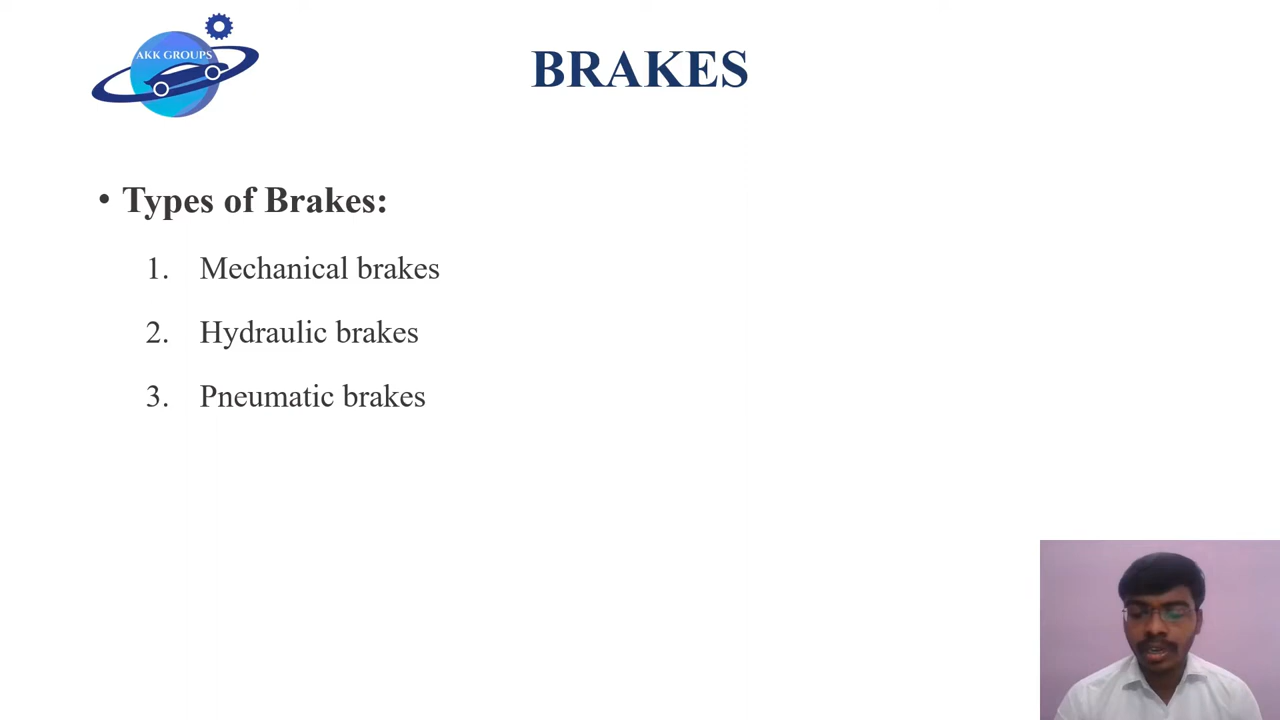 AKK GROUPS
BRAKES
• Types of Brakes:
1. Mechanical brakes
2. Hydraulic brakes
3. Pneumatic brakes